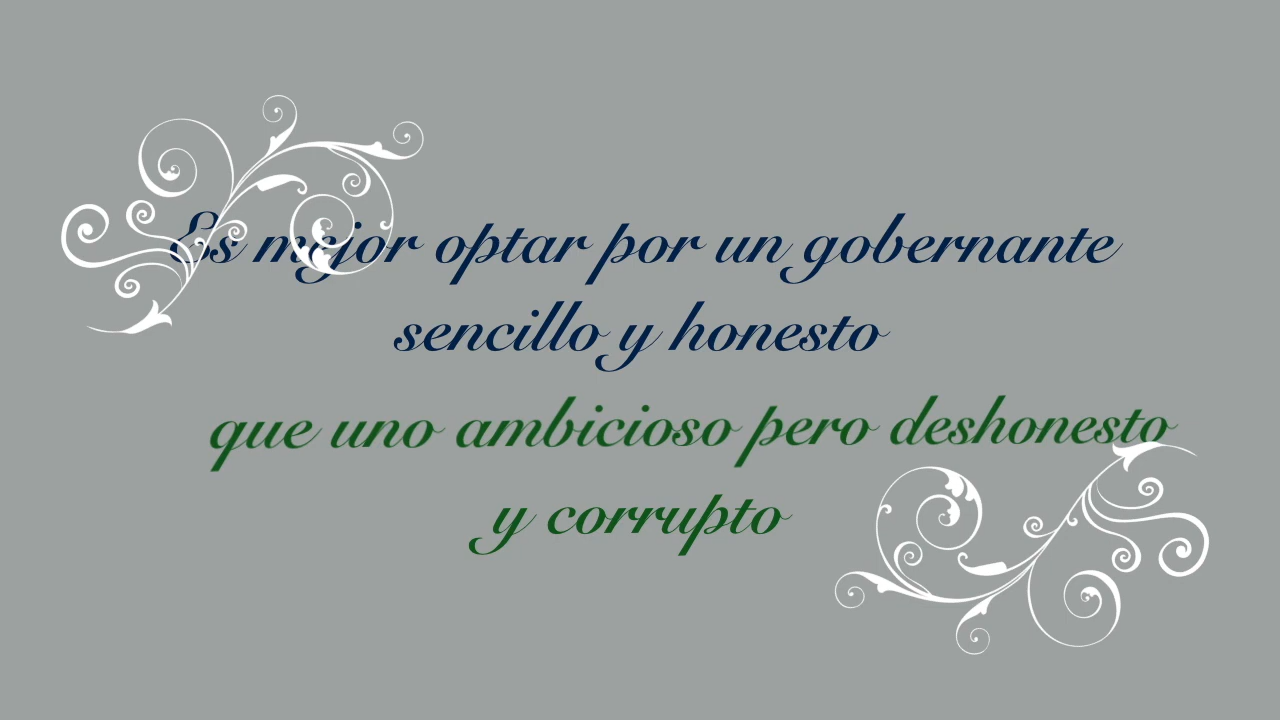 Es mejor optar por un gobernante
sencillo y honesto
que uno ambicioso pero deshonesto
y corrupto